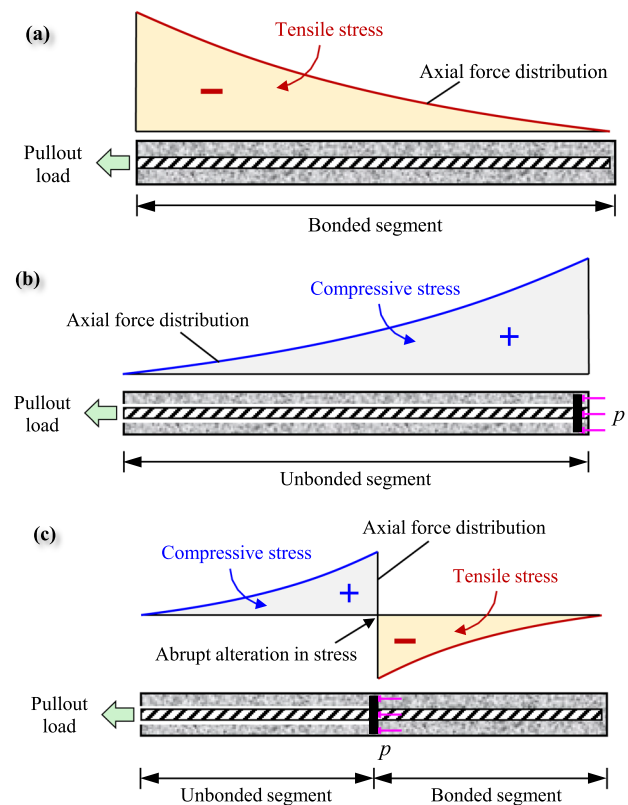 (a)
Tensile stress
Axial force distribution
−
Pullout
load
Bonded segment
(b)
Compressive stress
Axial force distribution
+
Pullout
load
p
Unbonded segment
(c)
Axial force distribution
Compressive stress
Tensile stress
+
−
Abrupt alteration in stress
Pullout
load
p
Unbonded segment
Bonded segment